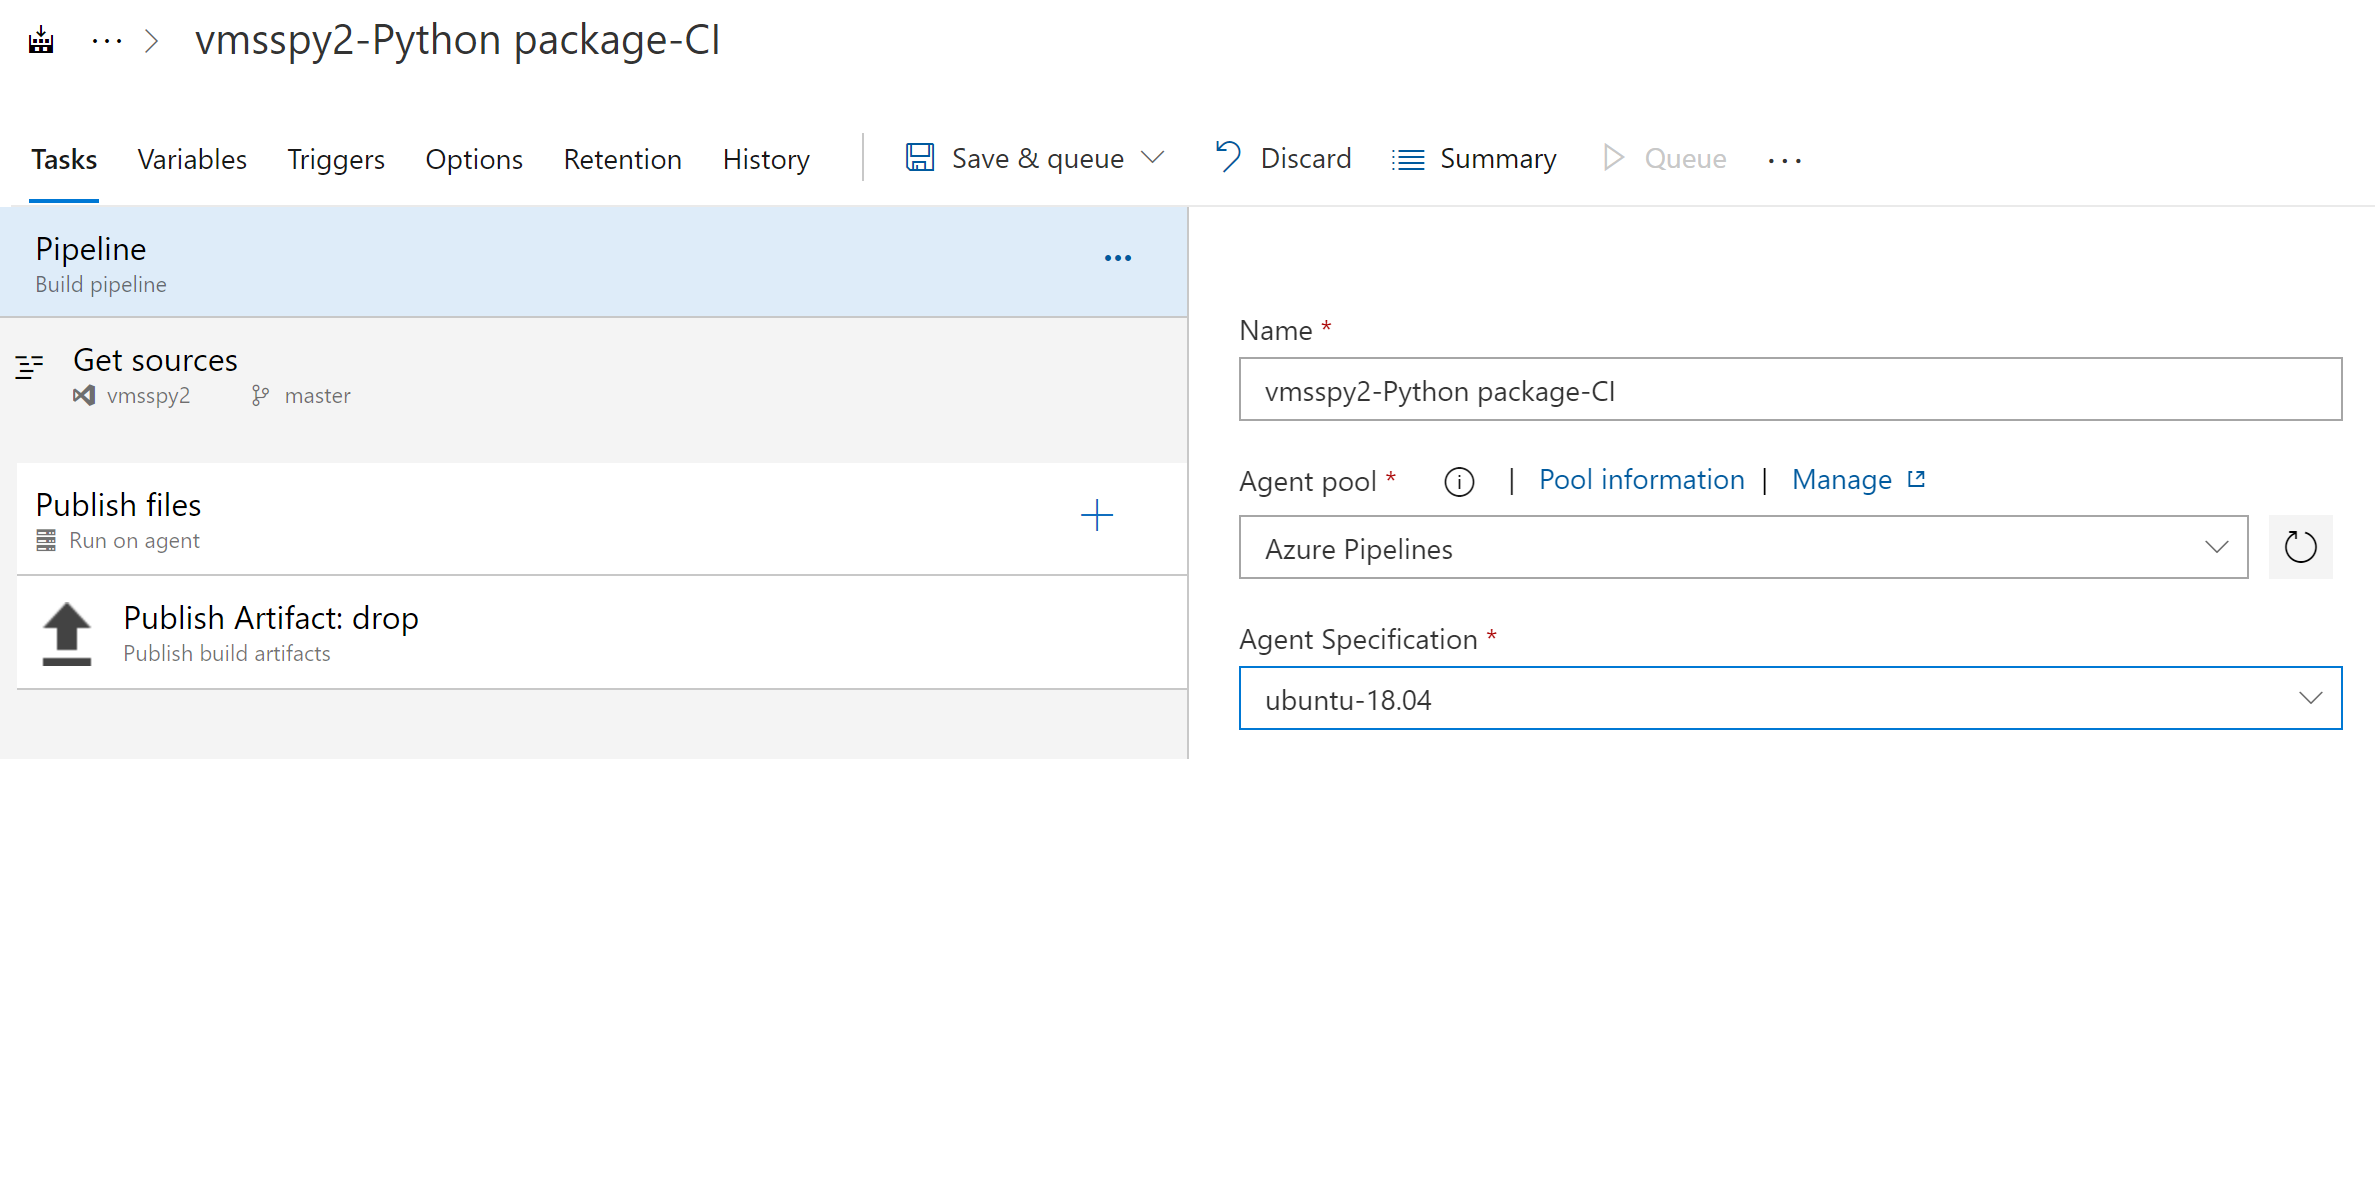 vmsspy2-Python package-CI
Tasks Variables Triggers Options Retention History Save & queue Discard Summary Queue
Pipeline
Build pipeline
Get sources
vmsspy2 master
Publish files
Run on agent
Publish Artifact: drop
Publish build artifacts
Name *
vmsspy2-Python package-CI
Agent pool * | Pool information | Manage
Azure Pipelines
Agent Specification *
ubuntu-18.04